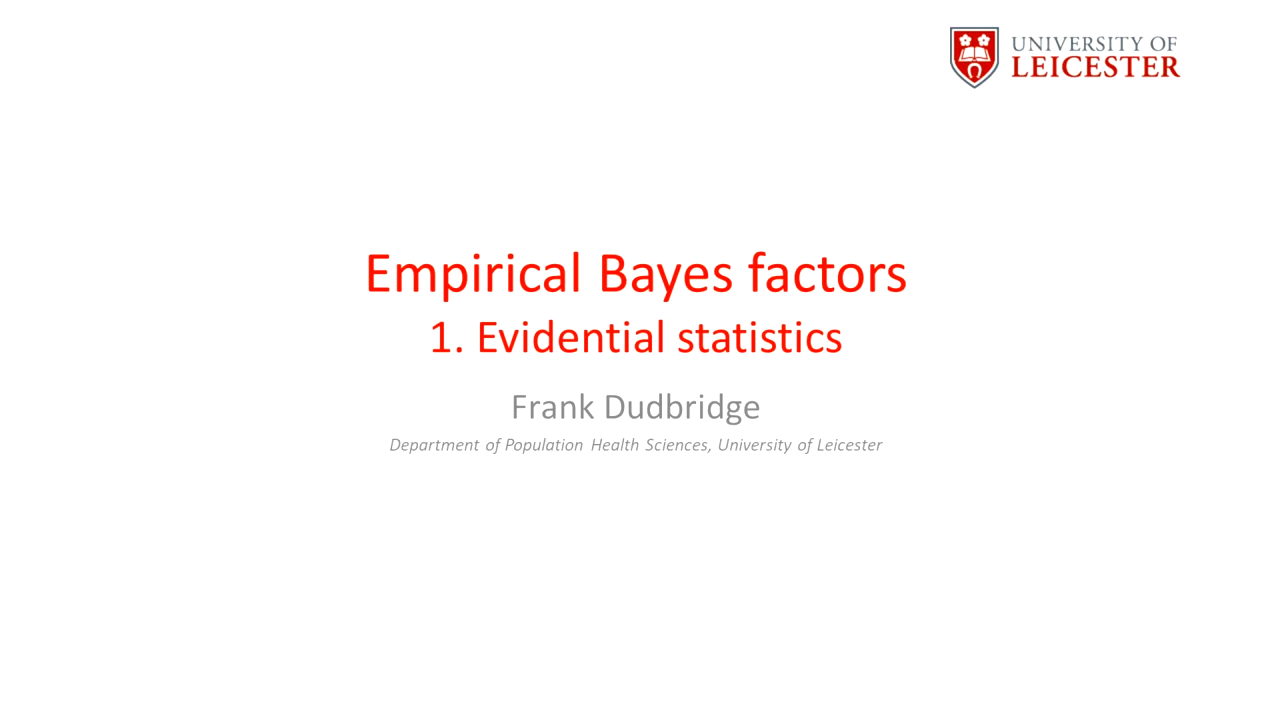 UNIVERSITY OF
LEICESTER
Empirical Bayes factors
1. Evidential statistics
Frank Dudbridge
Department of Population Health Sciences, University of Leicester